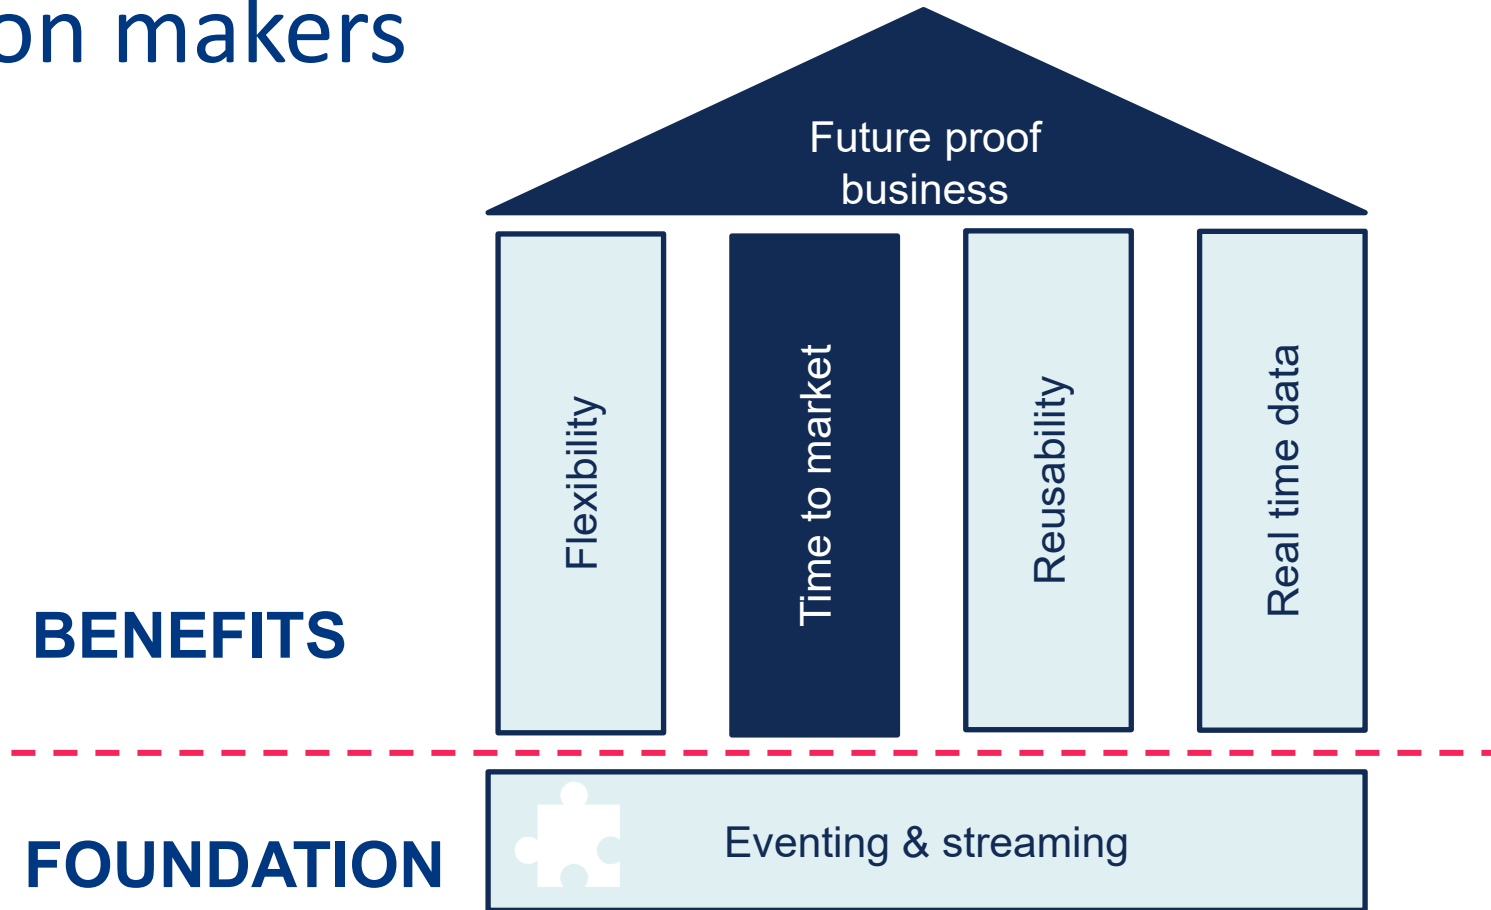 on makers
Future proof
business
Flexibility
Time to market
Reusability
Real time data
BENEFITS
FOUNDATION
Eventing & streaming